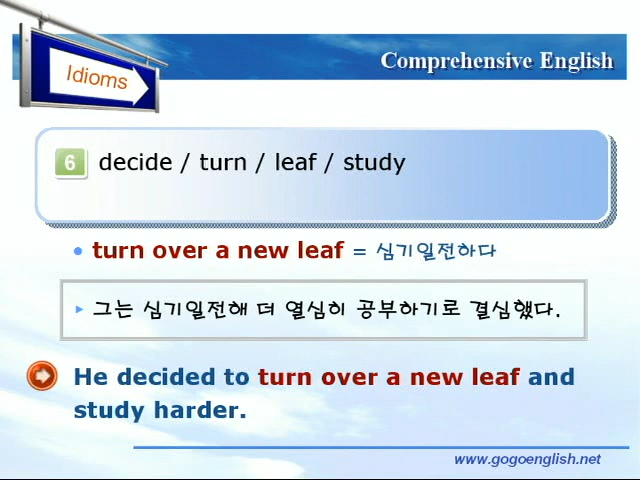 Idioms
Comprehensive English
6 decide / turn / leaf / study
• turn over a new leaf = 심기일전하다
▸ 그는 심기일전해 더 열심히 공부하기로 결심했다.
He decided to turn over a new leaf and
study harder.
www.gogoenglish.net